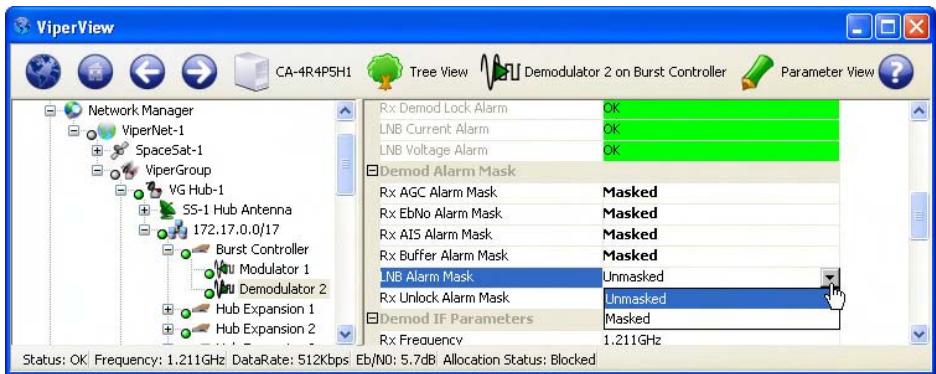 ViperView
CA-4R4P5H1 Tree View Demodulator 2 on Burst Controller Parameter View
Network Manager
ViperNet-1
SpaceSat-1
ViperGroup
VG Hub-1
SS-1 Hub Antenna
172.17.0.0/17
Burst Controller
Modulator 1
Demodulator 2
Hub Expansion 1
Hub Expansion 2
Rx Demod Lock Alarm OK
LNB Current Alarm OK
LNB Voltage Alarm OK
Demod Alarm Mask
Rx AGC Alarm Mask Masked
Rx EbNo Alarm Mask Masked
Rx AIS Alarm Mask Masked
Rx Buffer Alarm Mask Masked
LNB Alarm Mask Unmasked
Rx Unlock Alarm Mask Unmasked
Demod IF Parameters Masked
Rx Frequency 1.211GHz
Status: OK Frequency: 1.211GHz DataRate: 512Kbps Eb/N0: 5.7dB Allocation Status: Blocked